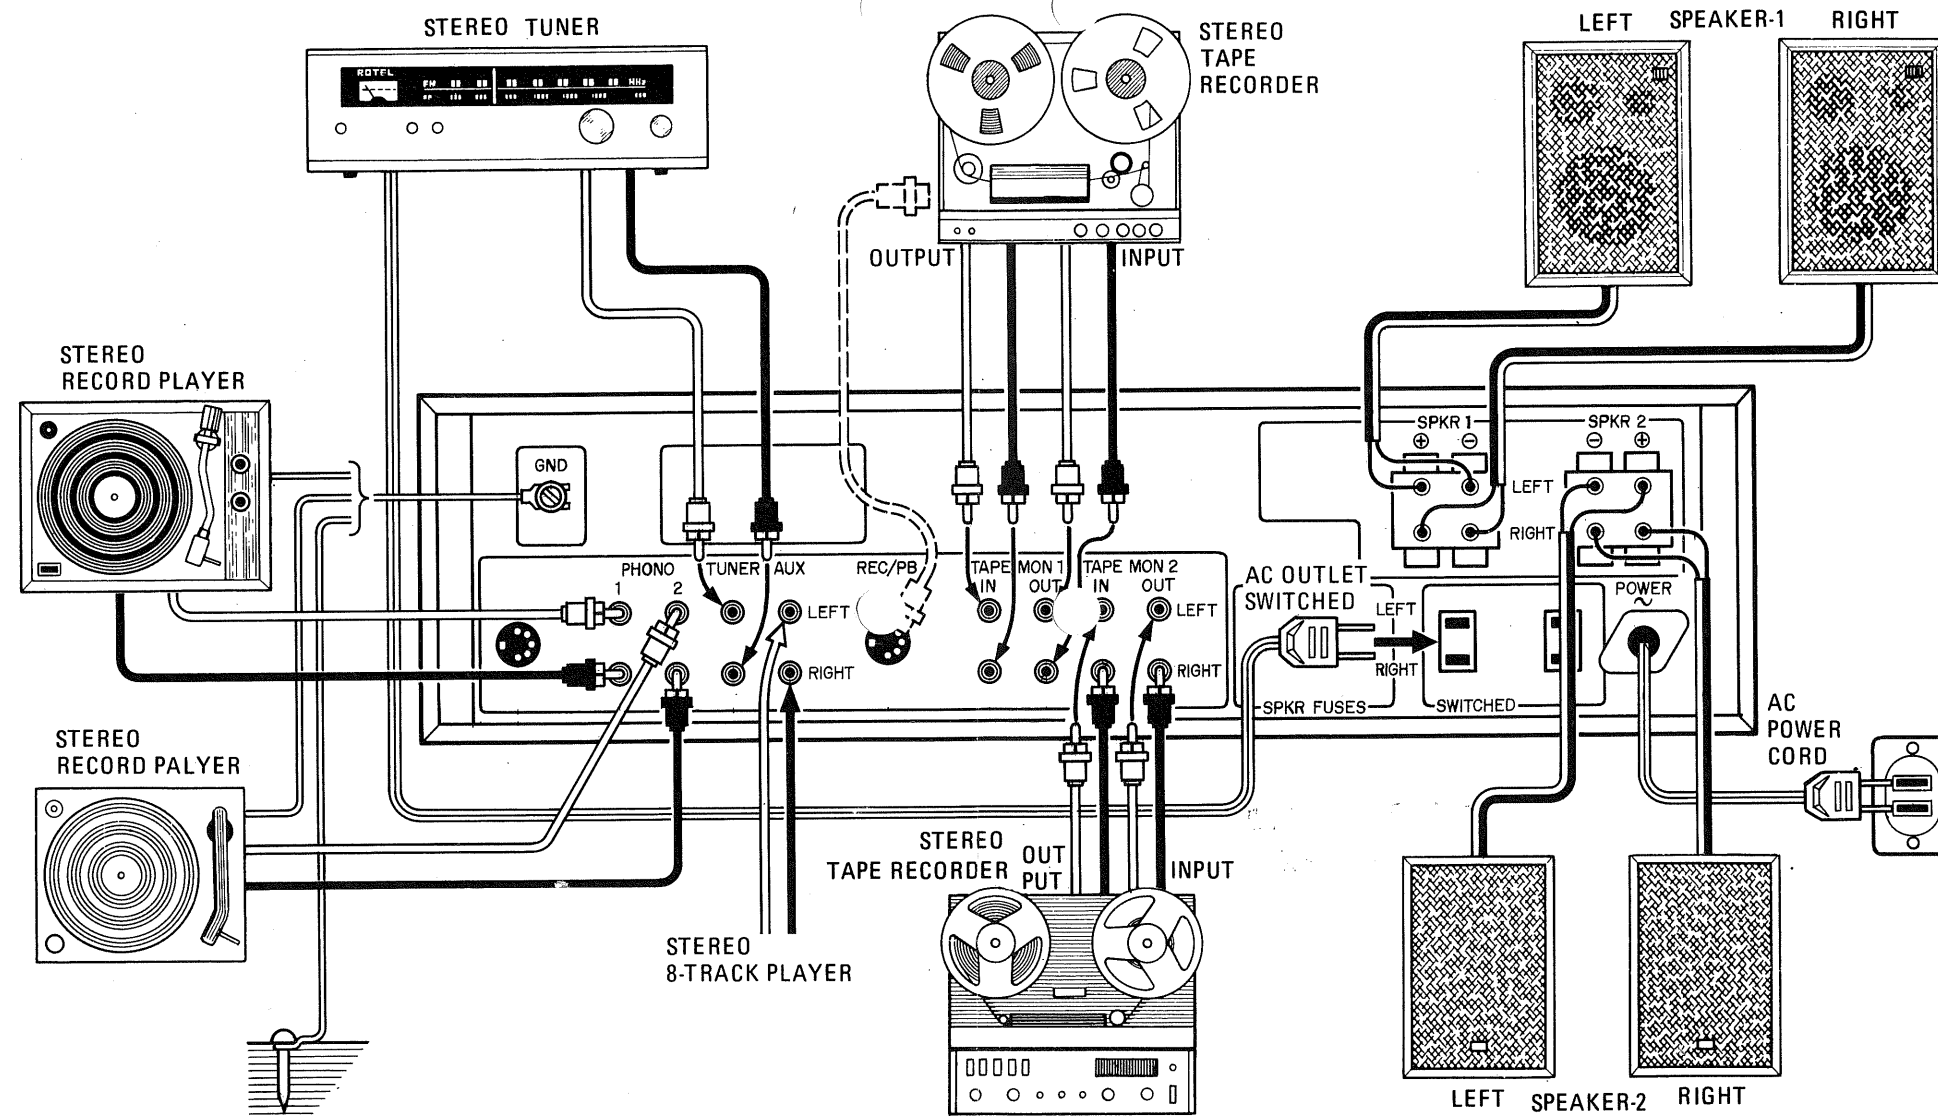 STEREO TUNER
ROTEL
FM
MHz
STEREO
TAPE
RECORDER
LEFT SPEAKER-1 RIGHT
OUTPUT INPUT
STEREO
RECORD PLAYER
GND
SPKR 1 SPKR 2
⊕ ⊖ ⊖ ⊕
LEFT
RIGHT
PHONO TUNER AUX REC/PB TAPE MON 1 TAPE MON 2
1 2 IN OUT IN OUT
LEFT LEFT
RIGHT RIGHT
AC OUTLET
SWITCHED
LEFT
RIGHT
POWER
~
SPKR FUSES
SWITCHED
AC
POWER
CORD
STEREO
RECORD PALYER
STEREO
TAPE RECORDER
OUT
PUT
INPUT
STEREO
8-TRACK PLAYER
LEFT SPEAKER-2 RIGHT